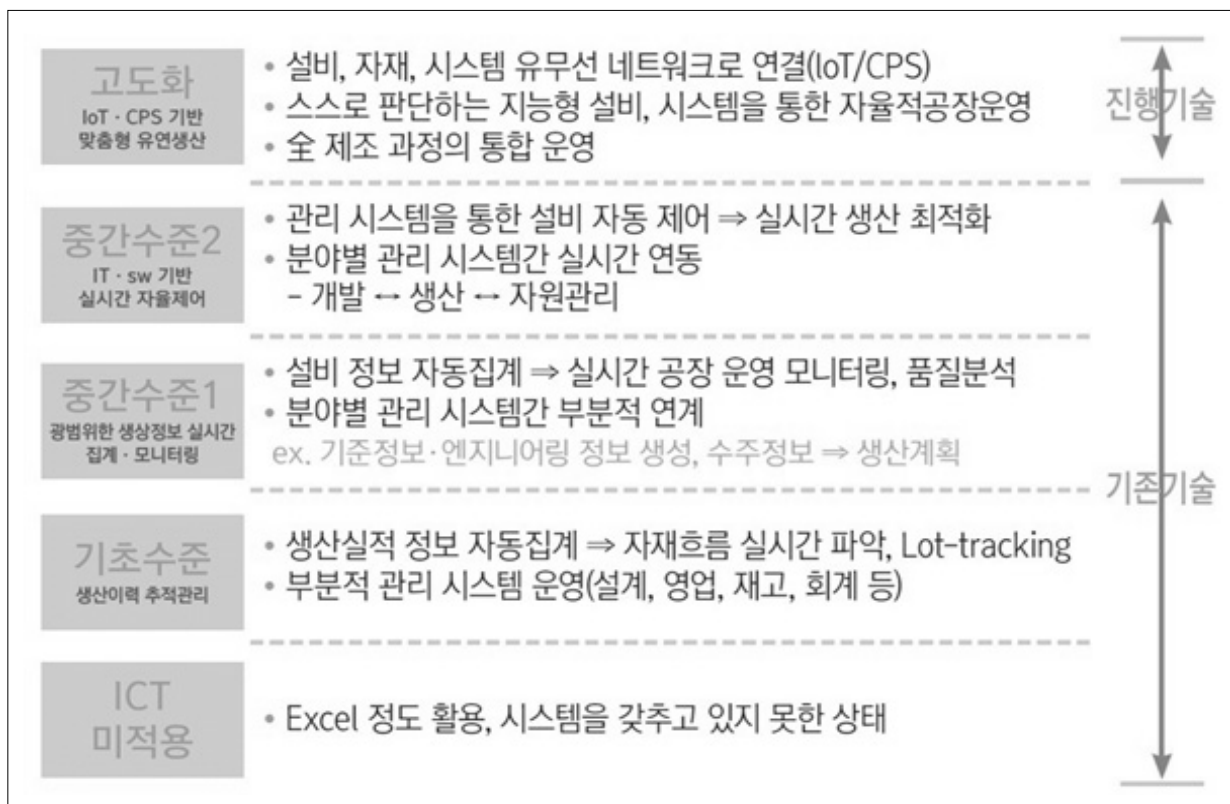 고도화
IoT · CPS 기반
맞춤형 유연생산
• 설비, 자재, 시스템 유무선 네트워크로 연결(IoT/CPS)
• 스스로 판단하는 지능형 설비, 시스템을 통한 자율적공장운영
• 全 제조 과정의 통합 운영
진행기술
중간수준2
IT · sw 기반
실시간 자율제어
• 관리 시스템을 통한 설비 자동 제어 ⇒ 실시간 생산 최적화
• 분야별 관리 시스템간 실시간 연동
– 개발 ↔ 생산 ↔ 자원관리
중간수준1
광범위한 생상정보 실시간
집계 · 모니터링
• 설비 정보 자동집계 ⇒ 실시간 공장 운영 모니터링, 품질분석
• 분야별 관리 시스템간 부분적 연계
ex. 기준정보·엔지니어링 정보 생성, 수주정보 ⇒ 생산계획
기존기술
기초수준
생산이력 추적관리
• 생산실적 정보 자동집계 ⇒ 자재흐름 실시간 파악, Lot-tracking
• 부분적 관리 시스템 운영(설계, 영업, 재고, 회계 등)
ICT
미적용
• Excel 정도 활용, 시스템을 갖추고 있지 못한 상태